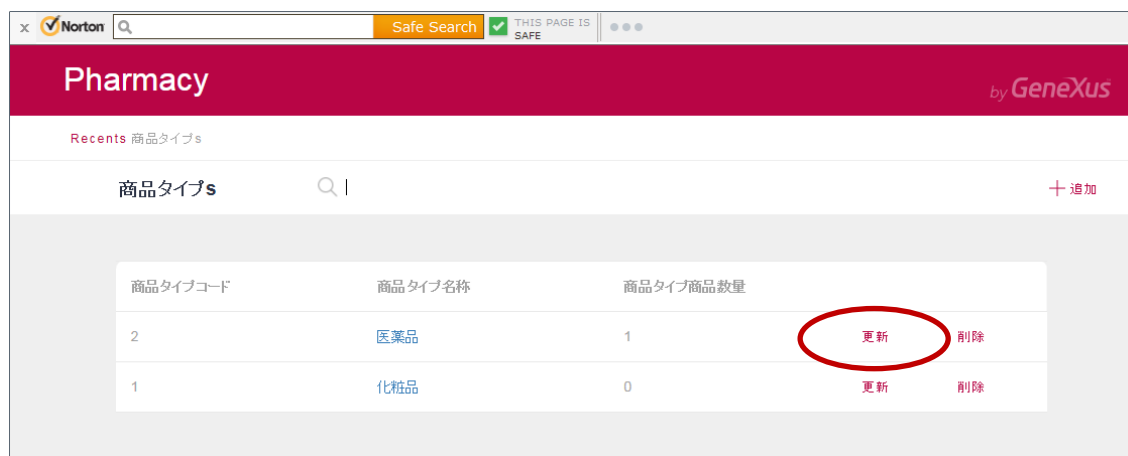 x Norton Safe Search THIS PAGE IS
SAFE
Pharmacy by GeneXus
Recents 商品タイプs
商品タイプs 追加
商品タイプコード 商品タイプ名称 商品タイプ商品数量
2 医薬品 1 更新 削除
1 化粧品 0 更新 削除